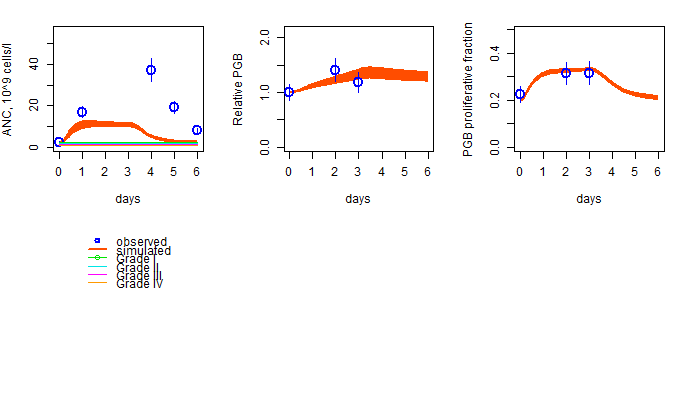 ANC, 10^9 cells/l
0
20
40
0 1 2 3 4 5 6
days
Relative PGB
0.0
1.0
2.0
0 1 2 3 4 5 6
days
PGB proliferative fraction
0.0
0.2
0.4
0 1 2 3 4 5 6
days
observed
simulated
Grade I
Grade II
Grade III
Grade IV